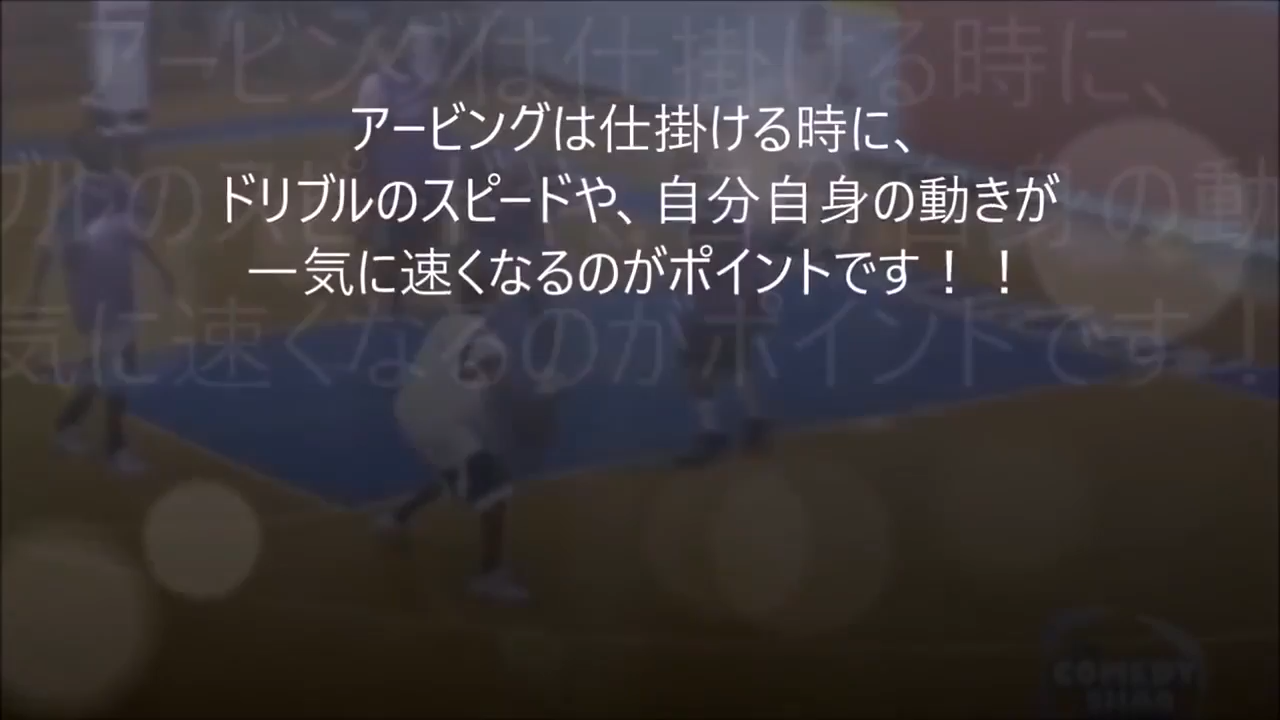 アービングは仕掛ける時に、
ドリブルのスピードや、自分自身の動きが
一気に速くなるのがポイントです！！
COMEDY
SHAQ